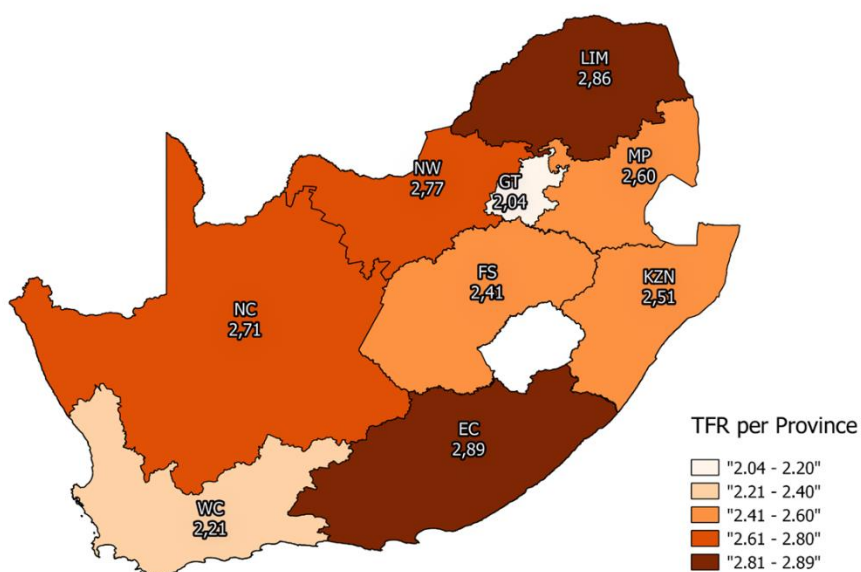 LIM
2,86
MP
2,60
NW
2,77
GT
2,04
FS
2,41
KZN
2,51
NC
2,71
EC
2,89
WC
2,21
TFR per Province
"2.04 - 2.20"
"2.21 - 2.40"
"2.41 - 2.60"
"2.61 - 2.80"
"2.81 - 2.89"